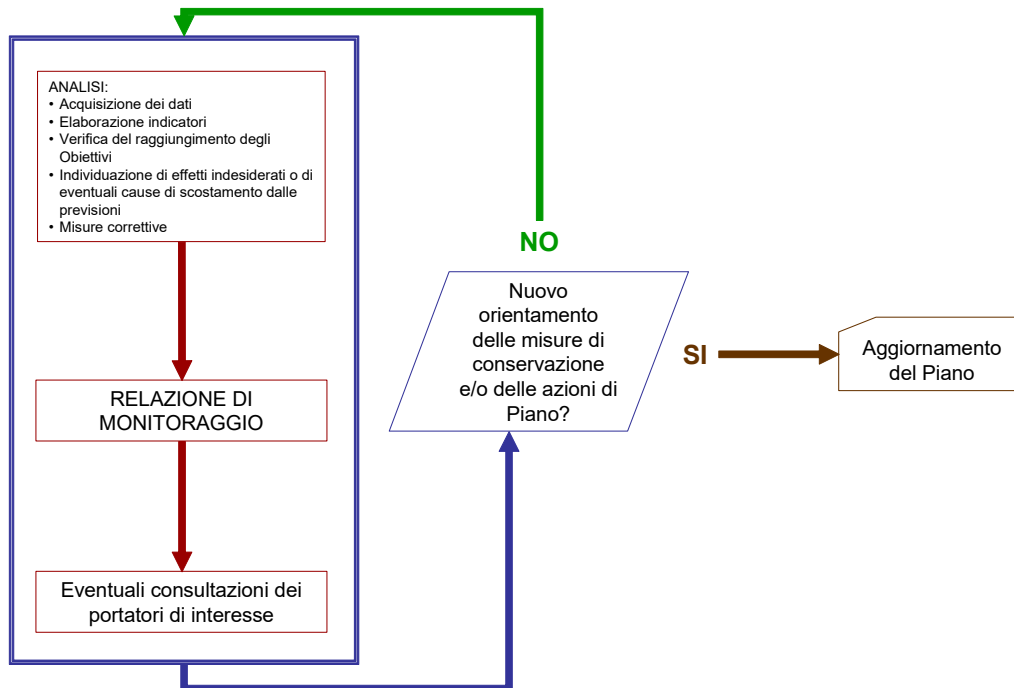 ANALISI:
• Acquisizione dei dati
• Elaborazione indicatori
• Verifica del raggiungimento degli
Obiettivi
• Individuazione di effetti indesiderati o di
eventuali cause di scostamento dalle
previsioni
• Misure correttive
RELAZIONE DI
MONITORAGGIO
Eventuali consultazioni dei
portatori di interesse
NO
Nuovo
orientamento
delle misure di
conservazione
e/o delle azioni di
Piano?
SI
Aggiornamento
del Piano